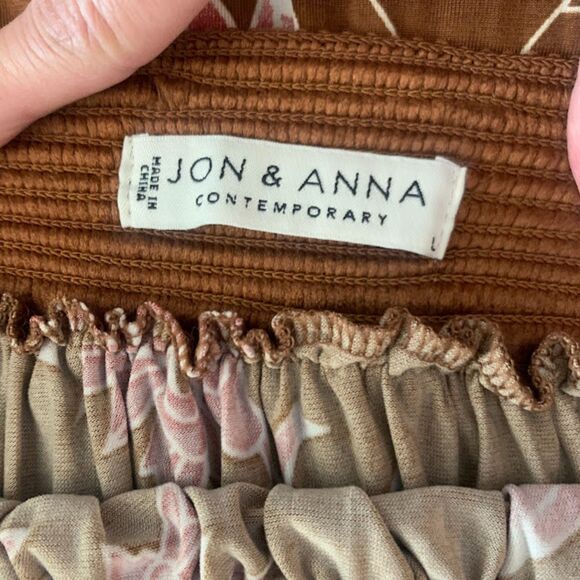 JON & ANNA
CONTEMPORARY
MADE IN
CHINA
L